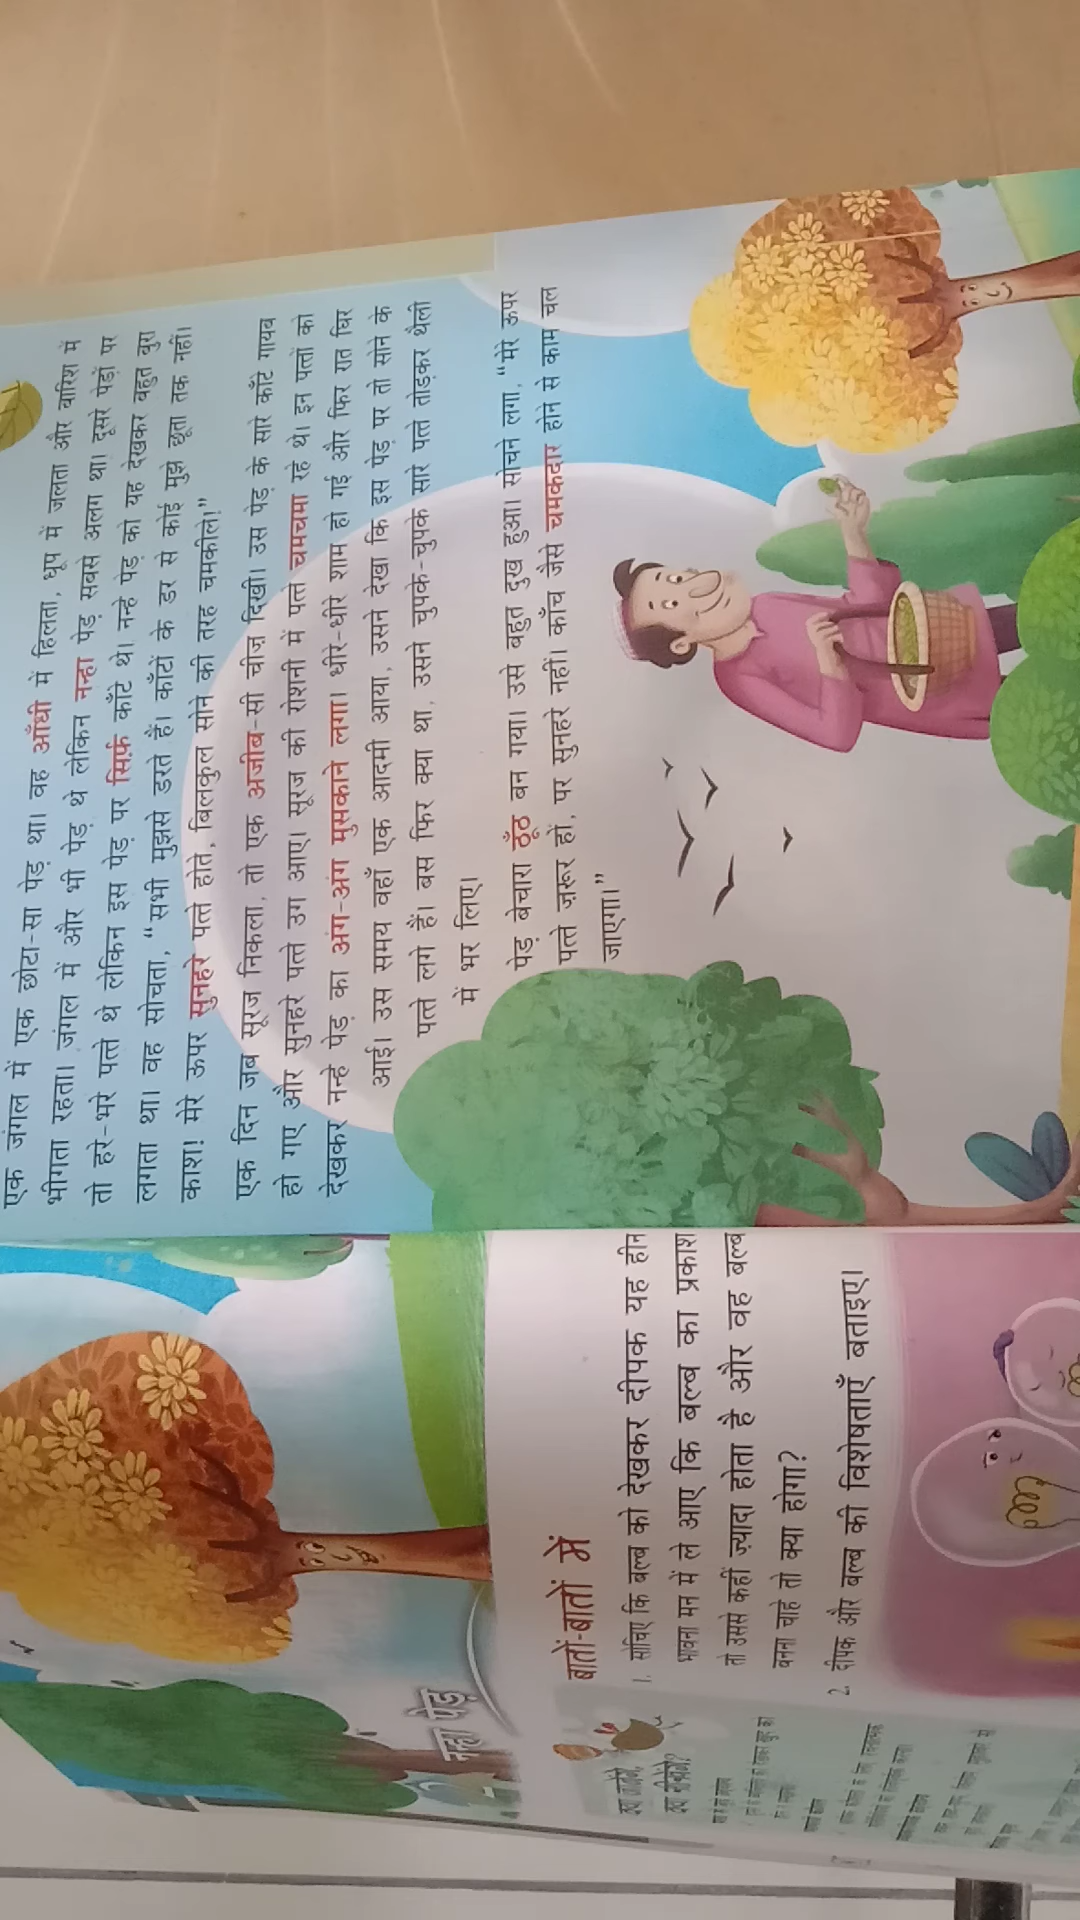 नन्हा पेड़
बातों-बातों में
1. सोचिए कि बल्ब को देखकर दीपक यह हीन
भावना मन में ले आए कि बल्ब का प्रकाश
तो उससे कहीं ज़्यादा होता है और वह बल्ब
बनना चाहे तो क्या होगा?
2. दीपक और बल्ब की विशेषताएँ बताइए।
एक जंगल में एक छोटा-सा पेड़ था। वह आँधी में हिलता, धूप में जलता और बारिश में
भीगता रहता। जंगल में और भी पेड़ थे लेकिन नन्हा पेड़ सबसे अलग था। दूसरे पेड़ों पर
तो हरे-भरे पत्ते थे लेकिन इस पेड़ पर सिर्फ़ काँटे थे। नन्हे पेड़ को यह देखकर बहुत बुरा
लगता था। वह सोचता, “सभी मुझसे डरते हैं। काँटों के डर से कोई मुझे छूता तक नहीं।
काश! मेरे ऊपर सुनहरे पत्ते होते, बिलकुल सोने की तरह चमकीले!”
एक दिन जब सूरज निकला, तो एक अजीब-सी चीज़ दिखी। उस पेड़ के सारे काँटे गायब
हो गए और सुनहरे पत्ते उग आए। सूरज की रोशनी में पत्ते चमचमा रहे थे। इन पत्तों को
देखकर नन्हे पेड़ का अंग-अंग मुसकाने लगा। धीरे-धीरे शाम हो गई और फिर रात घिर
आई। उस समय वहाँ एक आदमी आया, उसने देखा कि इस पेड़ पर तो सोने के
पत्ते लगे हैं। बस फिर क्या था, उसने चुपके-चुपके सारे पत्ते तोड़कर थैली
में भर लिए।
पेड़ बेचारा ठूँठ बन गया। उसे बहुत दुख हुआ। सोचने लगा, “मेरे ऊपर
पत्ते ज़रूर हों, पर सुनहरे नहीं। काँच जैसे चमकदार होने से काम चल
जाएगा।”